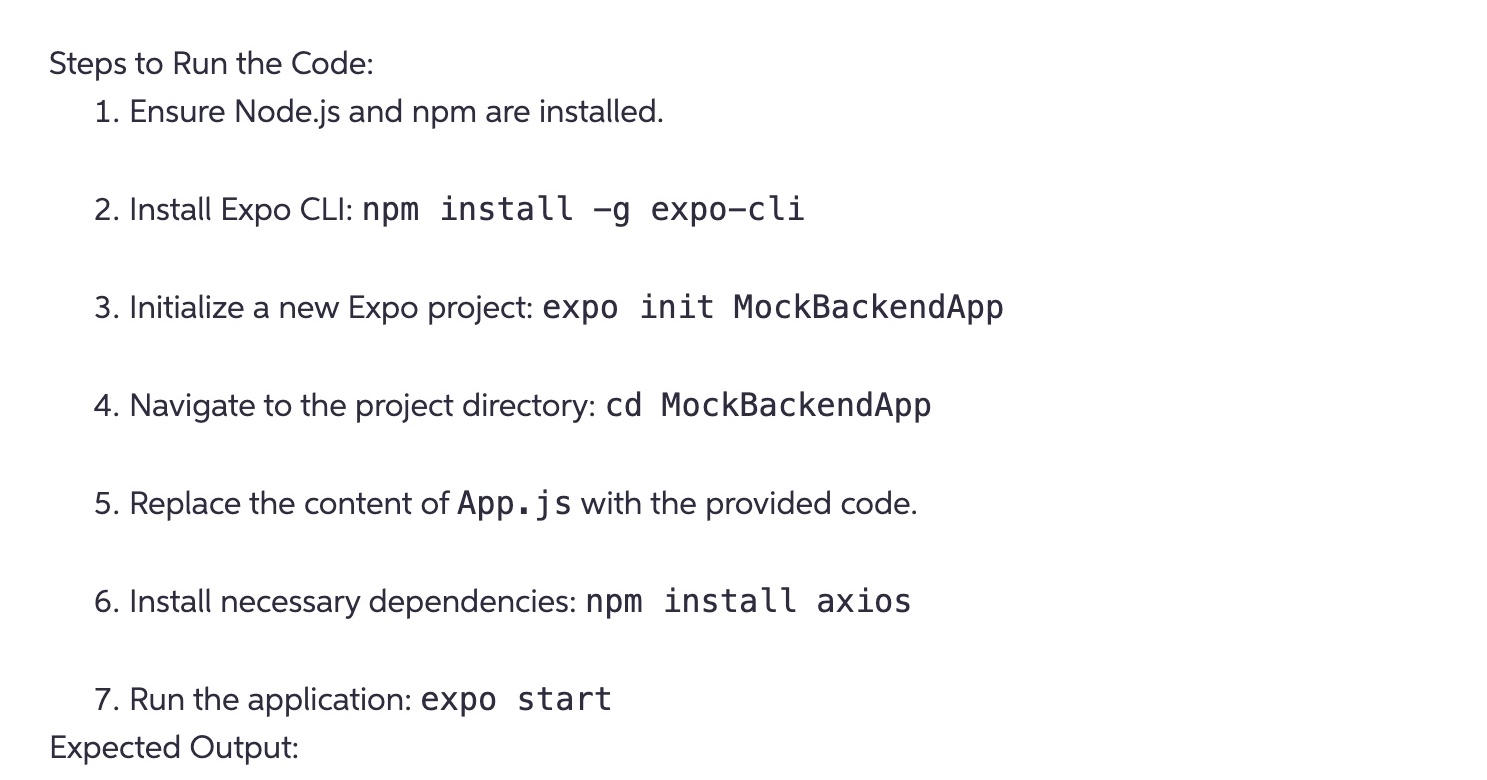 Steps to Run the Code:
1. Ensure Node.js and npm are installed.
2. Install Expo CLI: npm install -g expo-cli
3. Initialize a new Expo project: expo init MockBackendApp
4. Navigate to the project directory: cd MockBackendApp
5. Replace the content of App.js with the provided code.
6. Install necessary dependencies: npm install axios
7. Run the application: expo start
Expected Output: